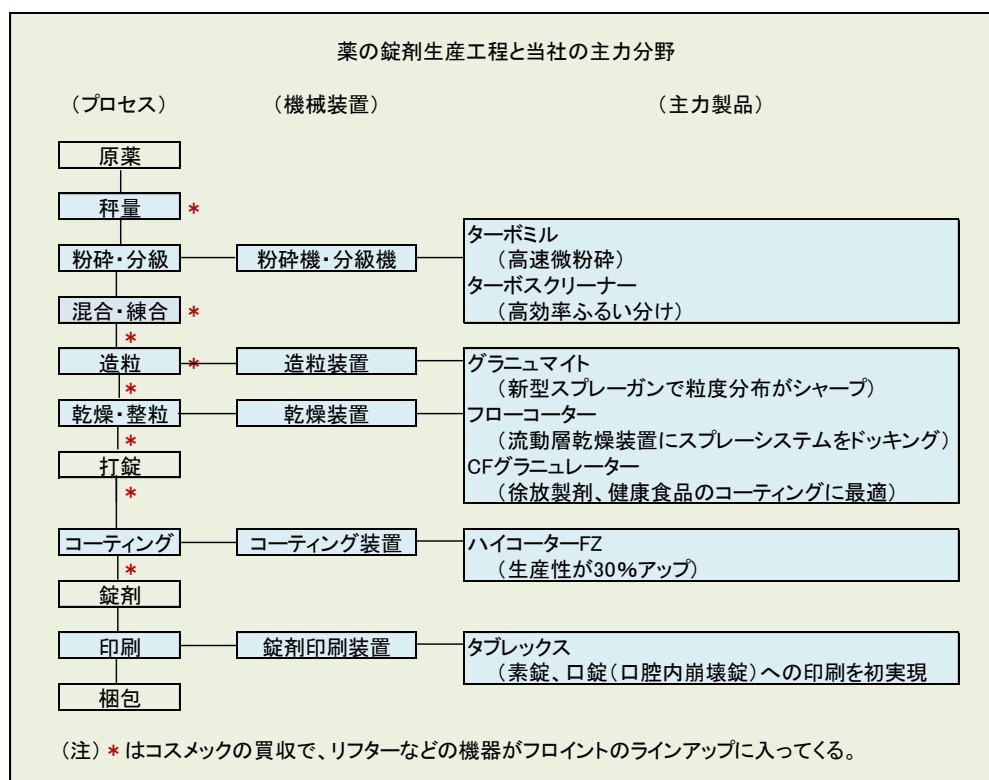 薬の錠剤生産工程と当社の主力分野
（プロセス） （機械装置） （主力製品）
原薬
秤量 *
粉砕・分級 粉砕機・分級機 ターボミル
（高速微粉砕）
ターボスクリーナー
（高効率ふるい分け）
混合・練合 *
*
造粒 * 造粒装置 グラニュマイト
（新型スプレーガンで粒度分布がシャープ）
*
乾燥・整粒 乾燥装置 フローコーター
（流動層乾燥装置にスプレーシステムをドッキング）
*
打錠 CFグラニュレーター
（徐放製剤、健康食品のコーティングに最適）
*
コーティング コーティング装置 ハイコーターFZ
（生産性が30％アップ）
*
錠剤
印刷 錠剤印刷装置 タブレックス
（素錠、口錠（口腔内崩壊錠）への印刷を初実現
梱包
（注） * はコスメックの買収で、リフターなどの機器がフロイントのラインアップに入ってくる。